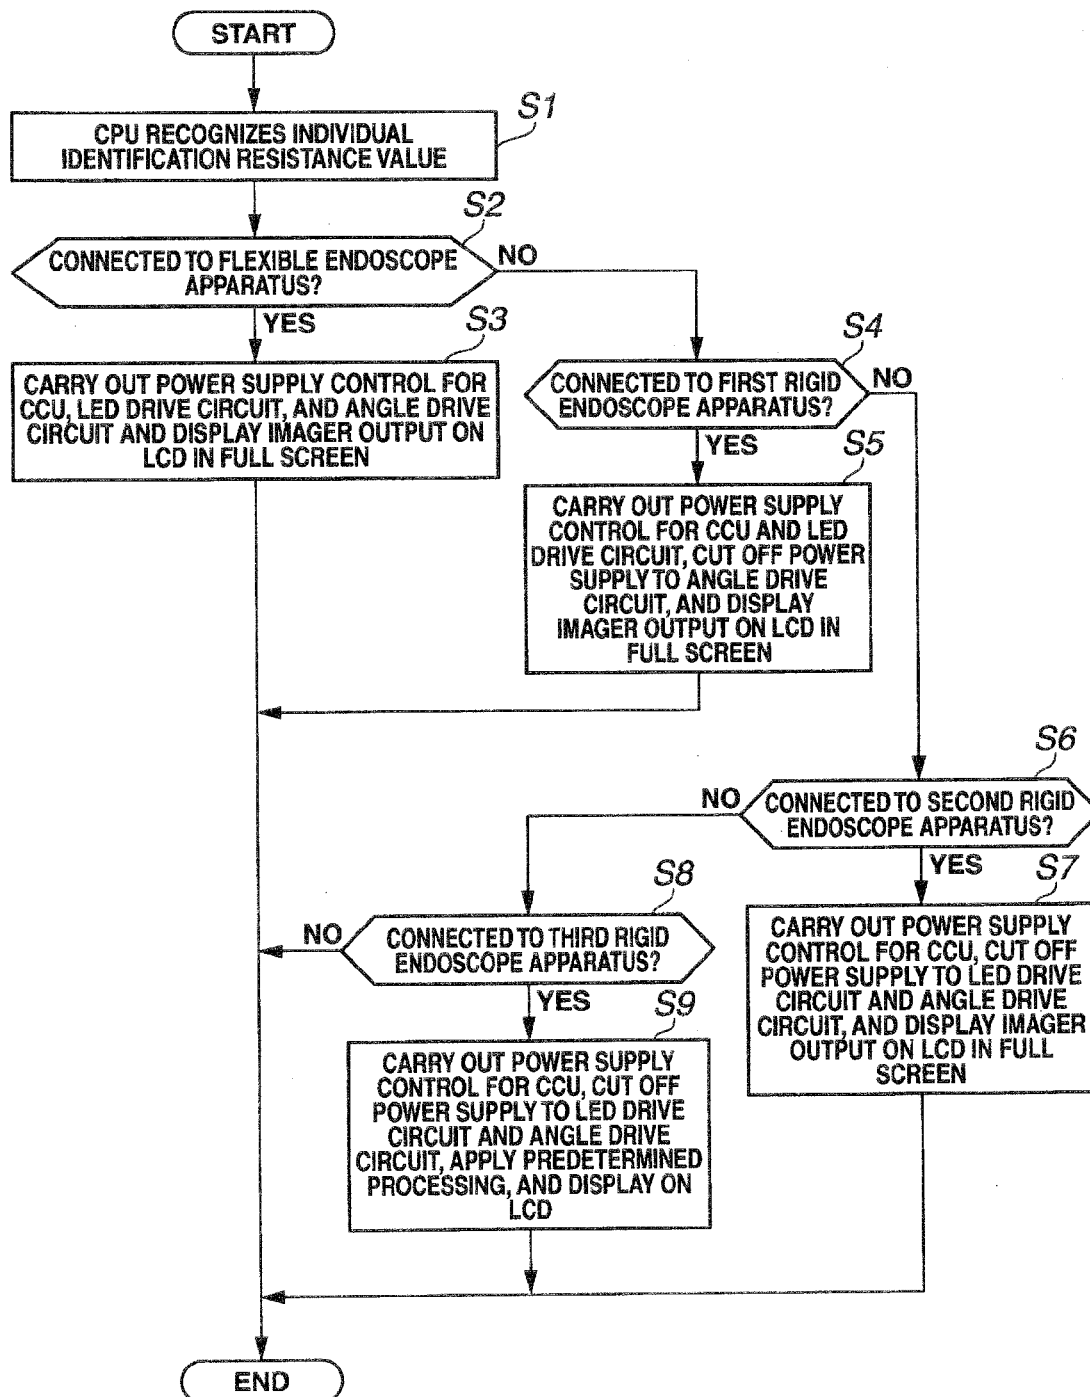 START
S1
CPU RECOGNIZES INDIVIDUAL
IDENTIFICATION RESISTANCE VALUE
S2
CONNECTED TO FLEXIBLE ENDOSCOPE
APPARATUS?
NO
YES
S3
CARRY OUT POWER SUPPLY CONTROL FOR
CCU, LED DRIVE CIRCUIT, AND ANGLE DRIVE
CIRCUIT AND DISPLAY IMAGER OUTPUT ON
LCD IN FULL SCREEN
S4
CONNECTED TO FIRST RIGID
ENDOSCOPE APPARATUS?
NO
YES
S5
CARRY OUT POWER SUPPLY
CONTROL FOR CCU AND LED
DRIVE CIRCUIT, CUT OFF POWER
SUPPLY TO ANGLE DRIVE
CIRCUIT, AND DISPLAY
IMAGER OUTPUT ON LCD IN
FULL SCREEN
S6
CONNECTED TO SECOND RIGID
ENDOSCOPE APPARATUS?
NO
YES
S7
CARRY OUT POWER SUPPLY
CONTROL FOR CCU, CUT OFF
POWER SUPPLY TO LED DRIVE
CIRCUIT AND ANGLE DRIVE
CIRCUIT, AND DISPLAY IMAGER
OUTPUT ON LCD IN FULL
SCREEN
S8
CONNECTED TO THIRD RIGID
ENDOSCOPE APPARATUS?
NO
YES
S9
CARRY OUT POWER SUPPLY
CONTROL FOR CCU, CUT OFF
POWER SUPPLY TO LED DRIVE
CIRCUIT AND ANGLE DRIVE
CIRCUIT, APPLY PREDETERMINED
PROCESSING, AND DISPLAY ON
LCD
END